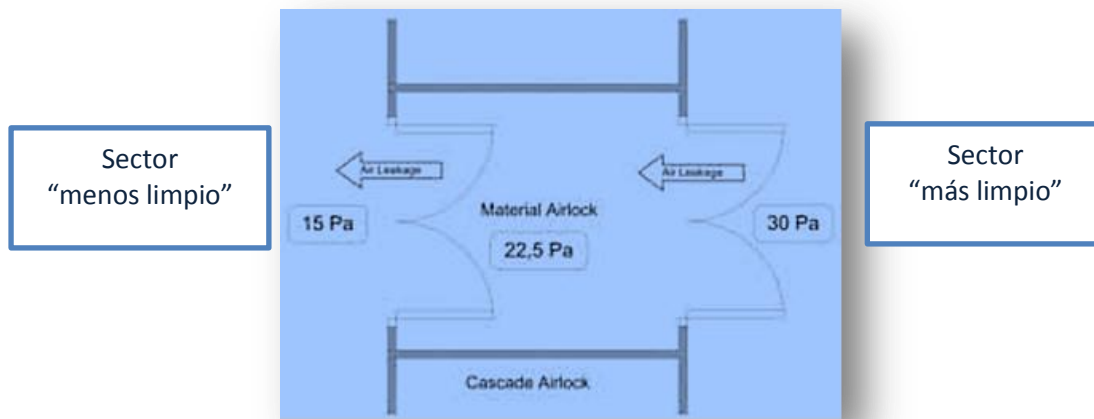 Sector
“menos limpio”
Air Leakage
Air Leakage
15 Pa
Material Airlock
22,5 Pa
30 Pa
Cascade Airlock
Sector
“más limpio”